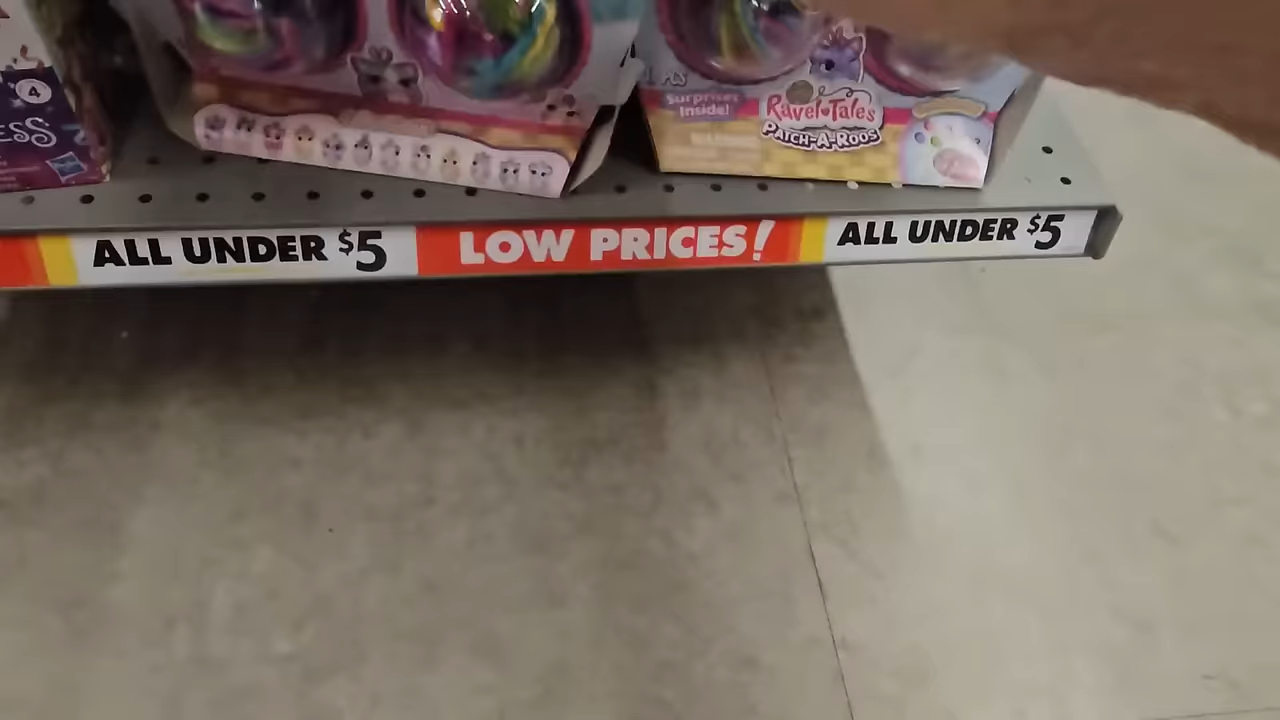 4
ESS
Surprises
Inside!
Ravel Tales
PATCH-A-ROOS
ALL UNDER $5
LOW PRICES!
ALL UNDER $5